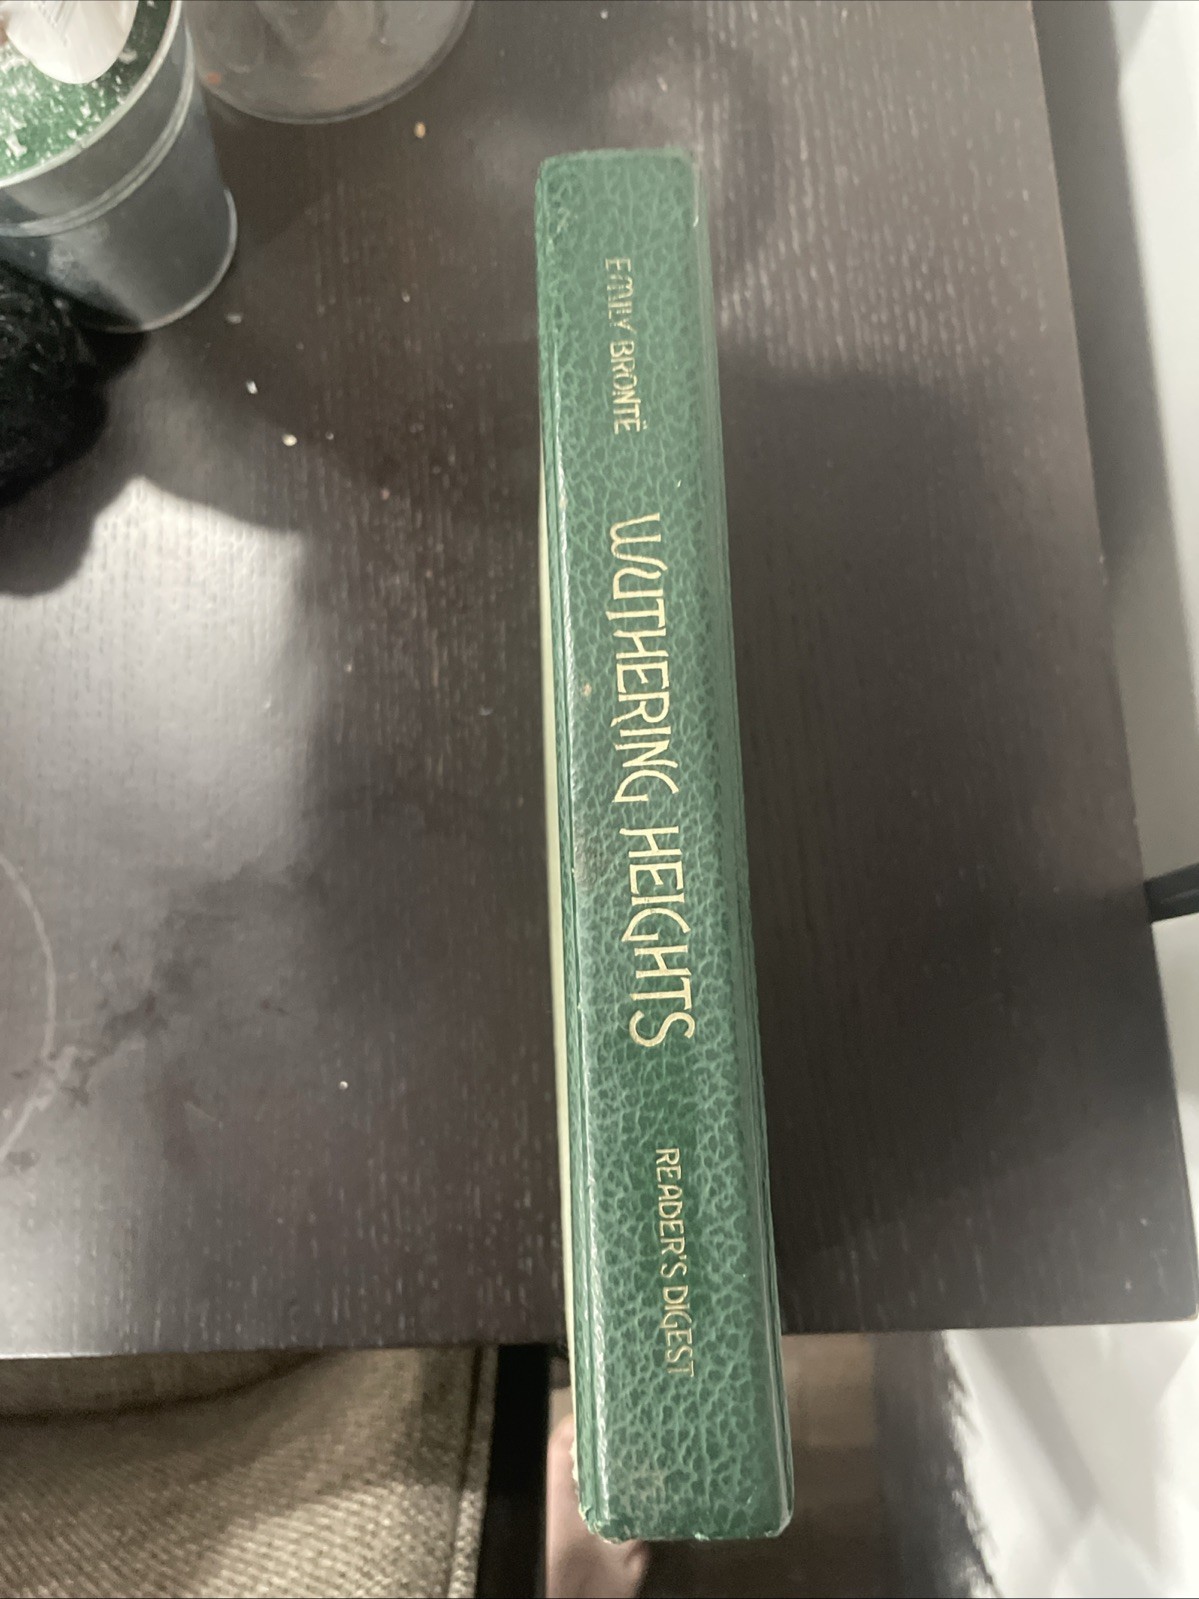 EMILY BRONTË
WUTHERING HEIGHTS
READER'S DIGEST